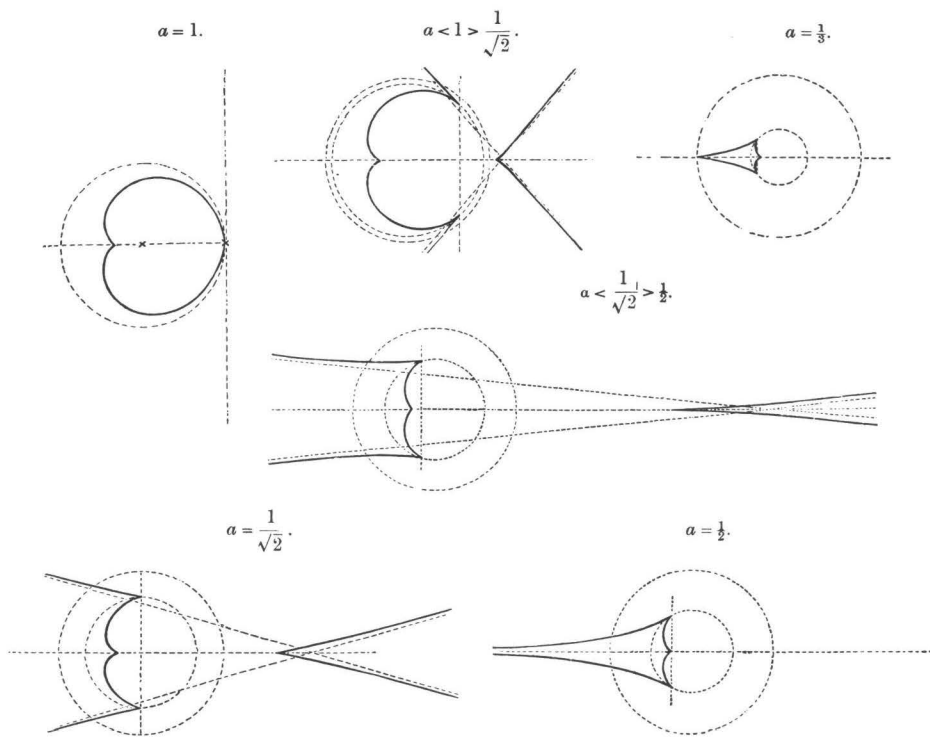 a = 1.
a < 1 > 1/√2 .
a = 1/3.
a < 1/√2 > 1/2.
a = 1/√2 .
a = 1/2.